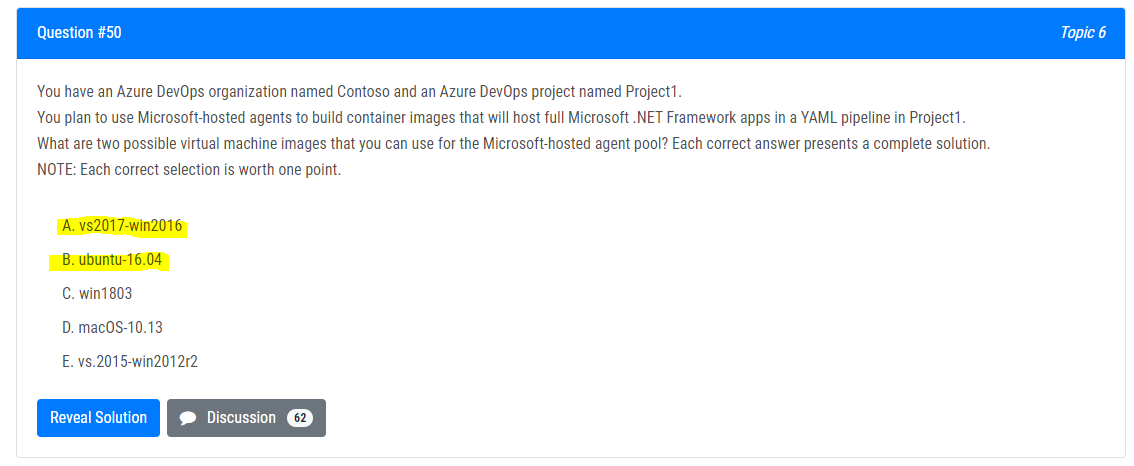 Question #50
Topic 6
You have an Azure DevOps organization named Contoso and an Azure DevOps project named Project1.
You plan to use Microsoft-hosted agents to build container images that will host full Microsoft .NET Framework apps in a YAML pipeline in Project1.
What are two possible virtual machine images that you can use for the Microsoft-hosted agent pool? Each correct answer presents a complete solution.
NOTE: Each correct selection is worth one point.
A. vs2017-win2016
B. ubuntu-16.04
C. win1803
D. macOS-10.13
E. vs.2015-win2012r2
Reveal Solution
Discussion 62